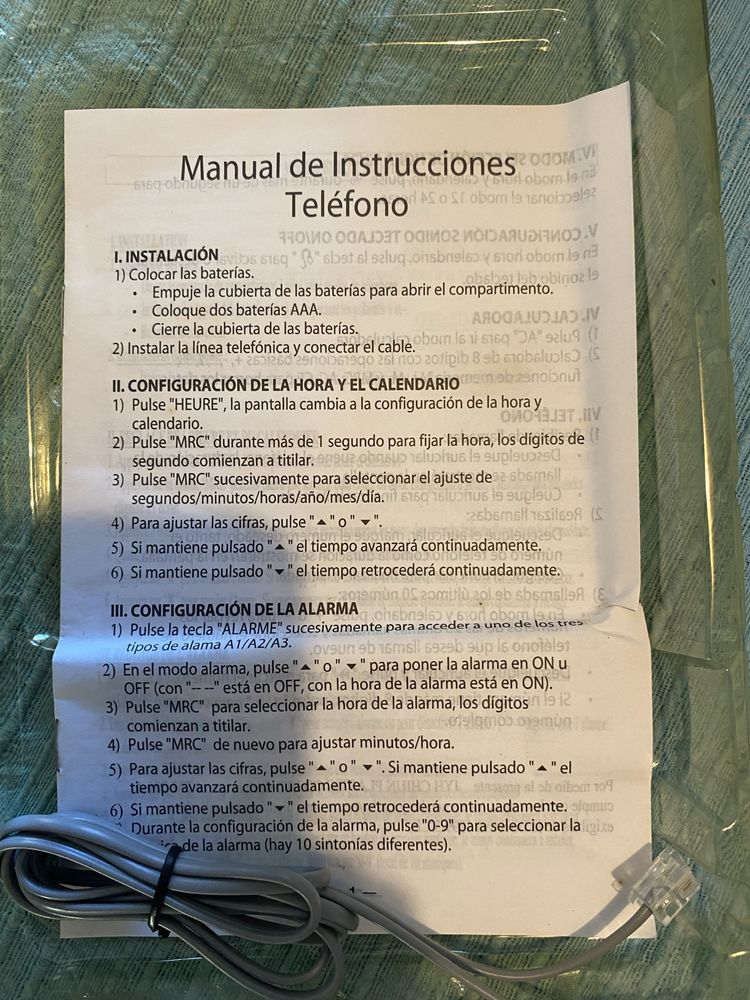 Manual de Instrucciones
Teléfono
I. INSTALACIÓN
1) Colocar las baterías.
• Empuje la cubierta de las baterías para abrir el compartimento.
• Coloque dos baterías AAA.
• Cierre la cubierta de las baterías.
2) Instalar la línea telefónica y conectar el cable.
II. CONFIGURACIÓN DE LA HORA Y EL CALENDARIO
1) Pulse "HEURE", la pantalla cambia a la configuración de la hora y
calendario.
2) Pulse "MRC" durante más de 1 segundo para fijar la hora, los dígitos de
segundo comienzan a titilar.
3) Pulse "MRC" sucesivamente para seleccionar el ajuste de
segundos/minutos/horas/año/mes/día.
4) Para ajustar las cifras, pulse "▲" o "▼".
5) Si mantiene pulsado "▲" el tiempo avanzará continuadamente.
6) Si mantiene pulsado "▼" el tiempo retrocederá continuadamente.
III. CONFIGURACIÓN DE LA ALARMA
1) Pulse la tecla "ALARME" sucesivamente para acceder a uno de los tres
tipos de alama A1/A2/A3.
2) En el modo alarma, pulse "▲" o "▼" para poner la alarma en ON u
OFF (con "-- --" está en OFF, con la hora de la alarma está en ON).
3) Pulse "MRC" para seleccionar la hora de la alarma, los dígitos
comienzan a titilar.
4) Pulse "MRC" de nuevo para ajustar minutos/hora.
5) Para ajustar las cifras, pulse "▲" o "▼". Si mantiene pulsado "▲" el
tiempo avanzará continuadamente.
6) Si mantiene pulsado "▼" el tiempo retrocederá continuadamente.
Durante la configuración de la alarma, pulse "0-9" para seleccionar la
de la alarma (hay 10 sintonías diferentes).